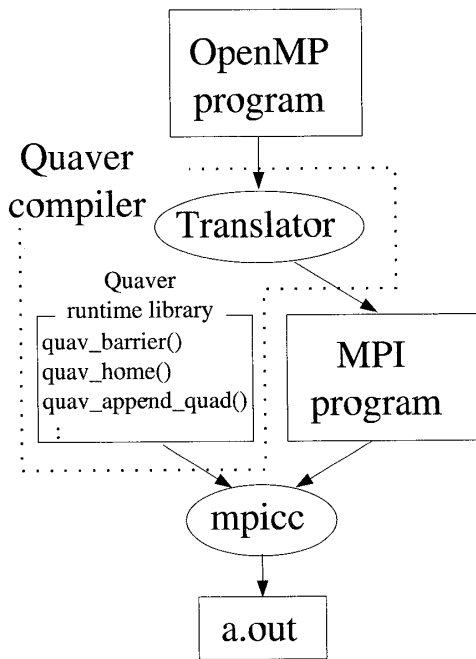 OpenMP
program
Quaver
compiler
Translator
Quaver
runtime library
quav_barrier()
quav_home()
quav_append_quad()
:
MPI
program
mpicc
a.out